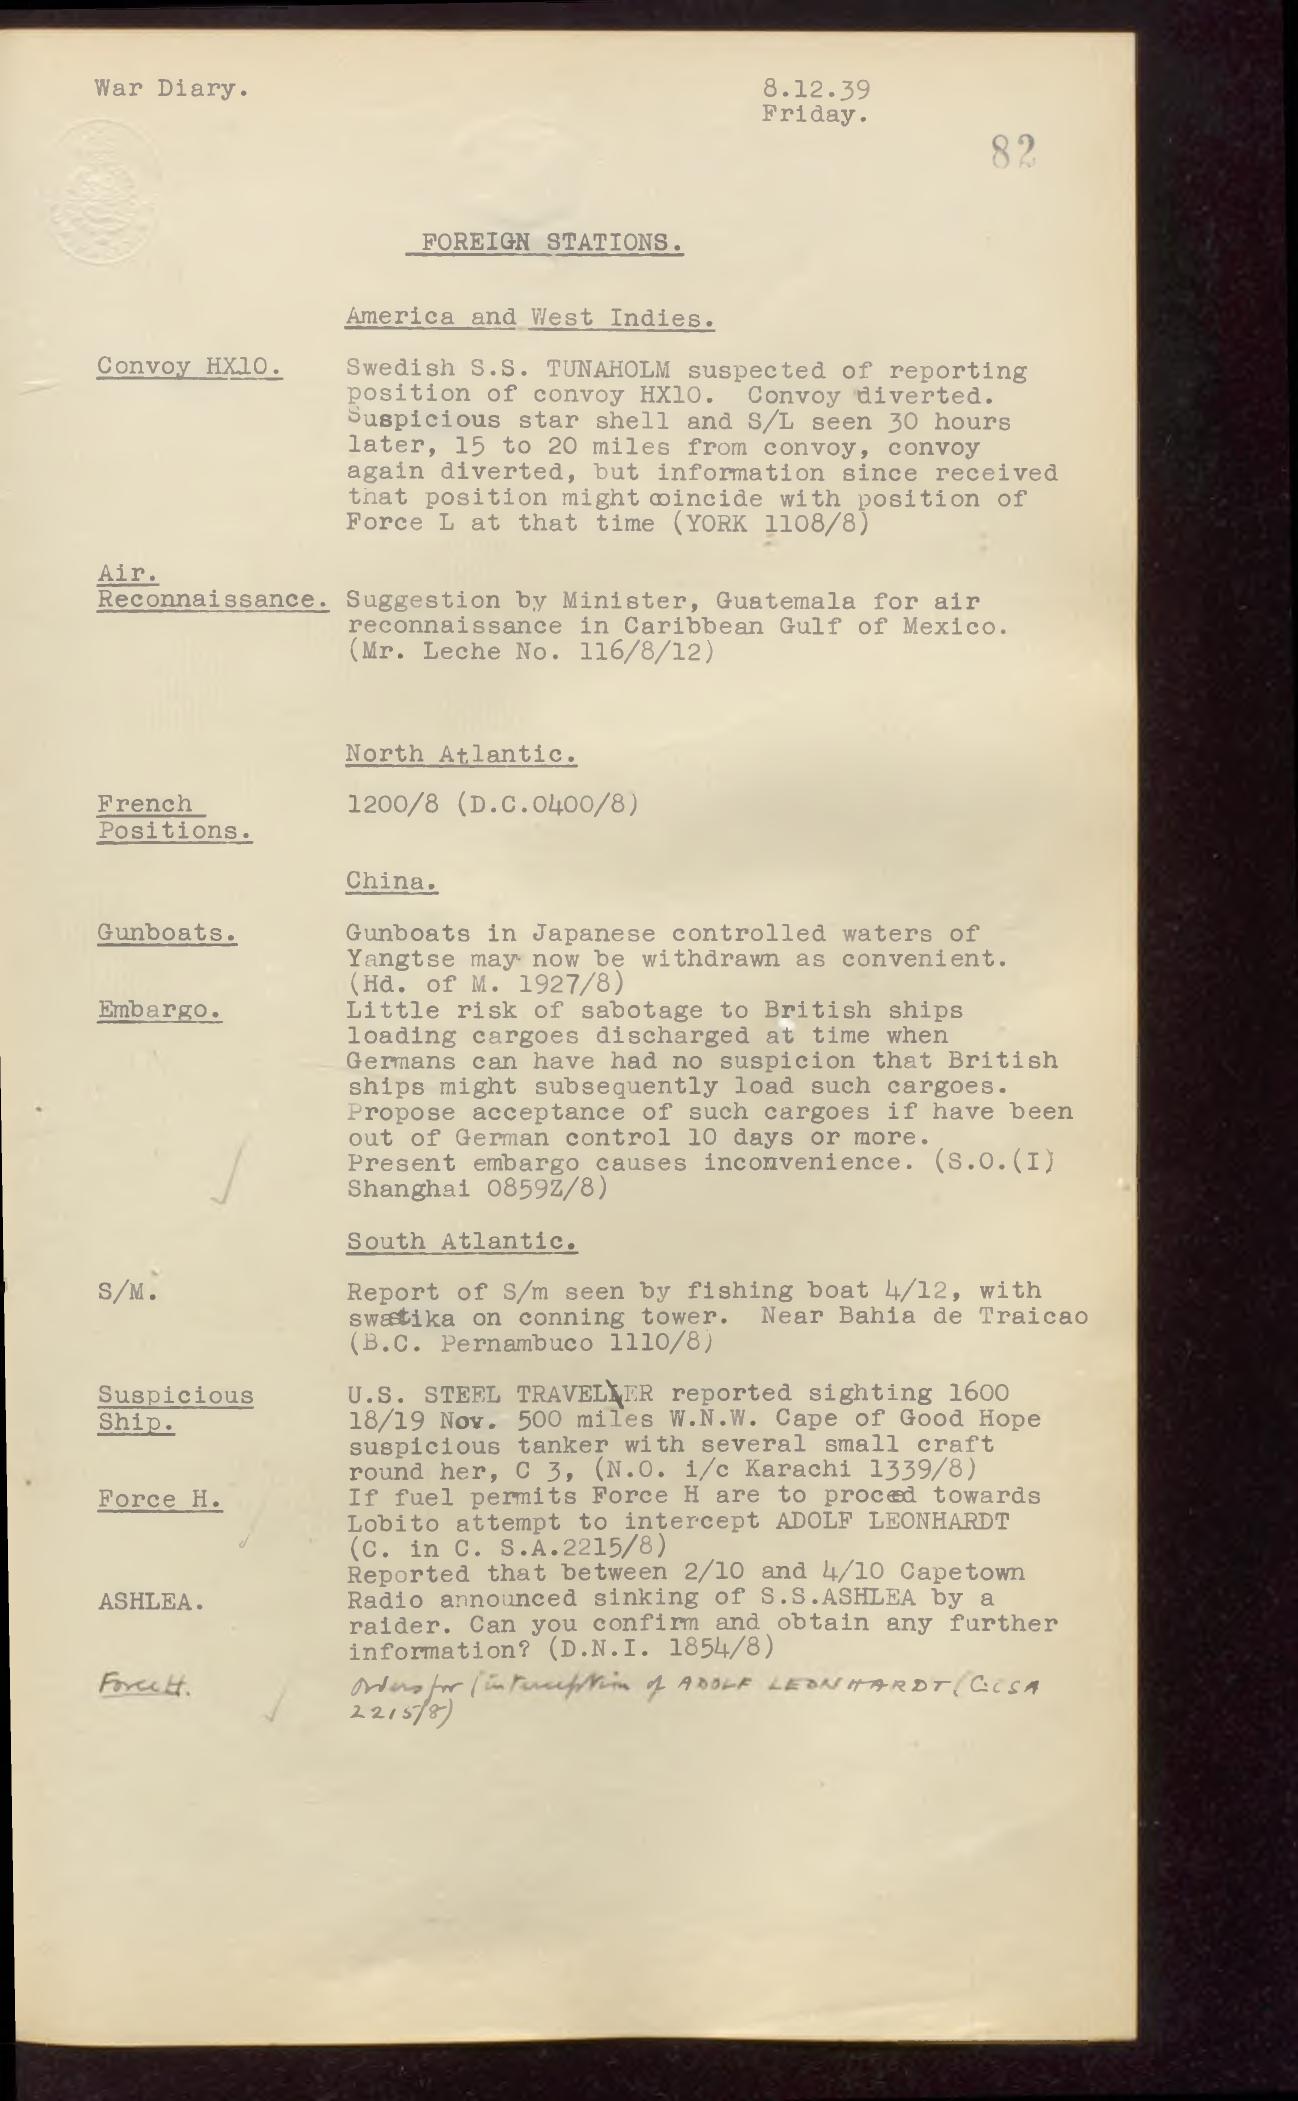 War Diary.
8.12.39
Friday.
82
FOREIGN STATIONS.
America and West Indies.
Convoy HX10. Swedish S.S. TUNAHOLM suspected of reporting
position of convoy HX10. Convoy diverted.
Suspicious star shell and S/L seen 30 hours
later, 15 to 20 miles from convoy, convoy
again diverted, but information since received
that position might coincide with position of
Force L at that time (YORK 1108/8)
Air.
Reconnaissance. Suggestion by Minister, Guatemala for air
reconnaissance in Caribbean Gulf of Mexico.
(Mr. Leche No. 116/8/12)
North Atlantic.
French 1200/8 (D.C.0400/8)
Positions.
China.
Gunboats. Gunboats in Japanese controlled waters of
Yangtse may now be withdrawn as convenient.
(Hd. of M. 1927/8)
Embargo. Little risk of sabotage to British ships
loading cargoes discharged at time when
Germans can have had no suspicion that British
ships might subsequently load such cargoes.
Propose acceptance of such cargoes if have been
out of German control 10 days or more.
Present embargo causes inconvenience. (S.O.(I)
Shanghai 0859Z/8)
South Atlantic.
S/M. Report of S/m seen by fishing boat 4/12, with
swastika on conning tower. Near Bahia de Traicao
(B.C. Pernambuco 1110/8)
Suspicious U.S. STEEL TRAVELLER reported sighting 1600
Ship. 18/19 Nov. 500 miles W.N.W. Cape of Good Hope
suspicious tanker with several small craft
round her, C 3, (N.O. i/c Karachi 1339/8)
Force H. If fuel permits Force H are to proceed towards
Lobito attempt to intercept ADOLF LEONHARDT
(C. in C. S.A.2215/8)
Reported that between 2/10 and 4/10 Capetown
ASHLEA. Radio announced sinking of S.S.ASHLEA by a
raider. Can you confirm and obtain any further
information? (D.N.I. 1854/8)
Force H. Orders for interception of ADOLF LEONHARDT (CiCSA
2215/8)